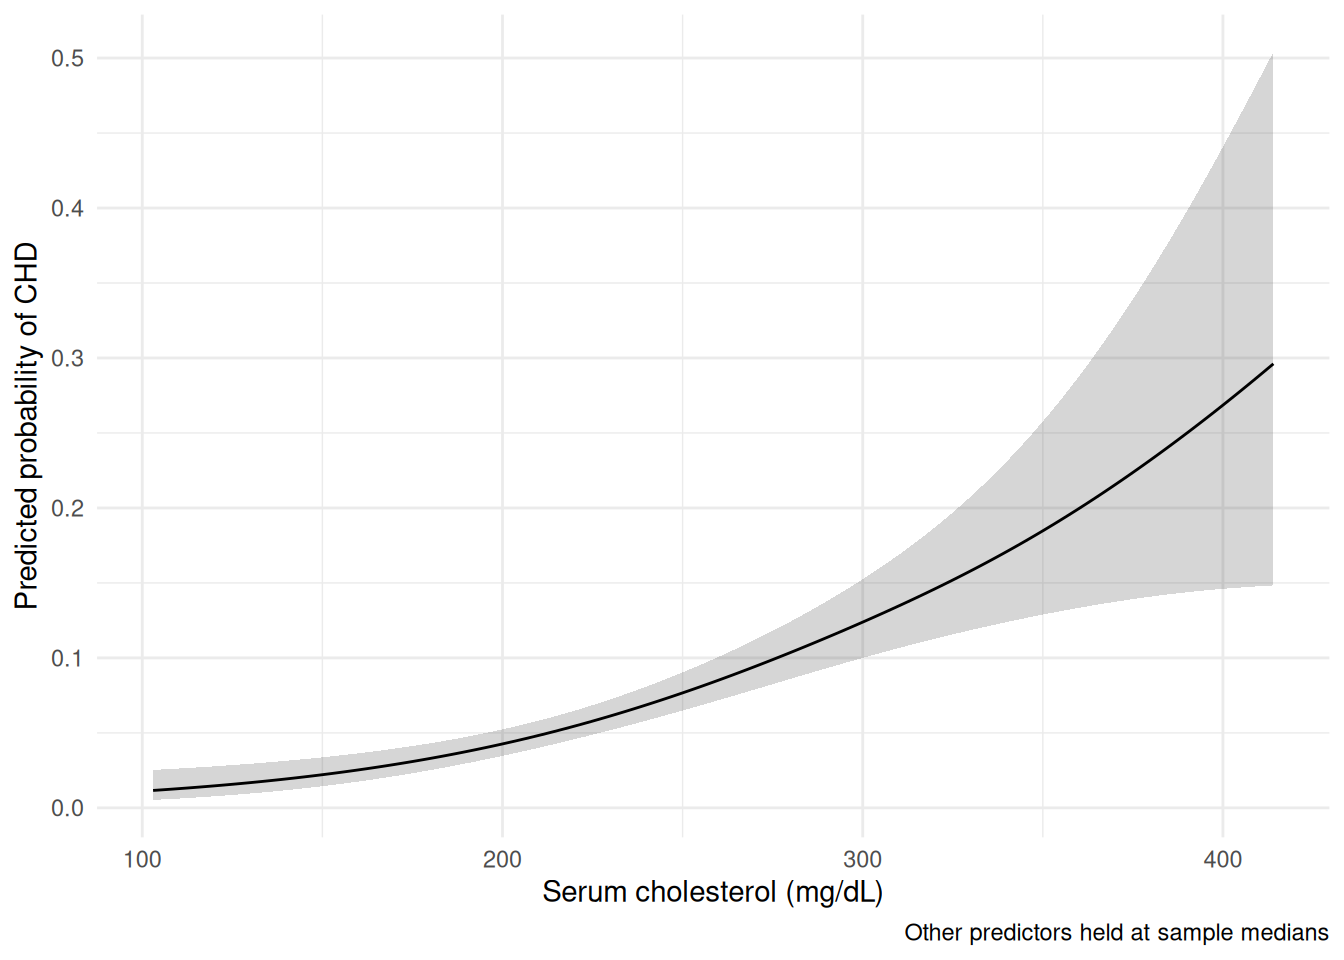 0.5
0.4
0.3
0.2
0.1
0.0
Predicted probability of CHD
100 200 300 400
Serum cholesterol (mg/dL)
Other predictors held at sample medians